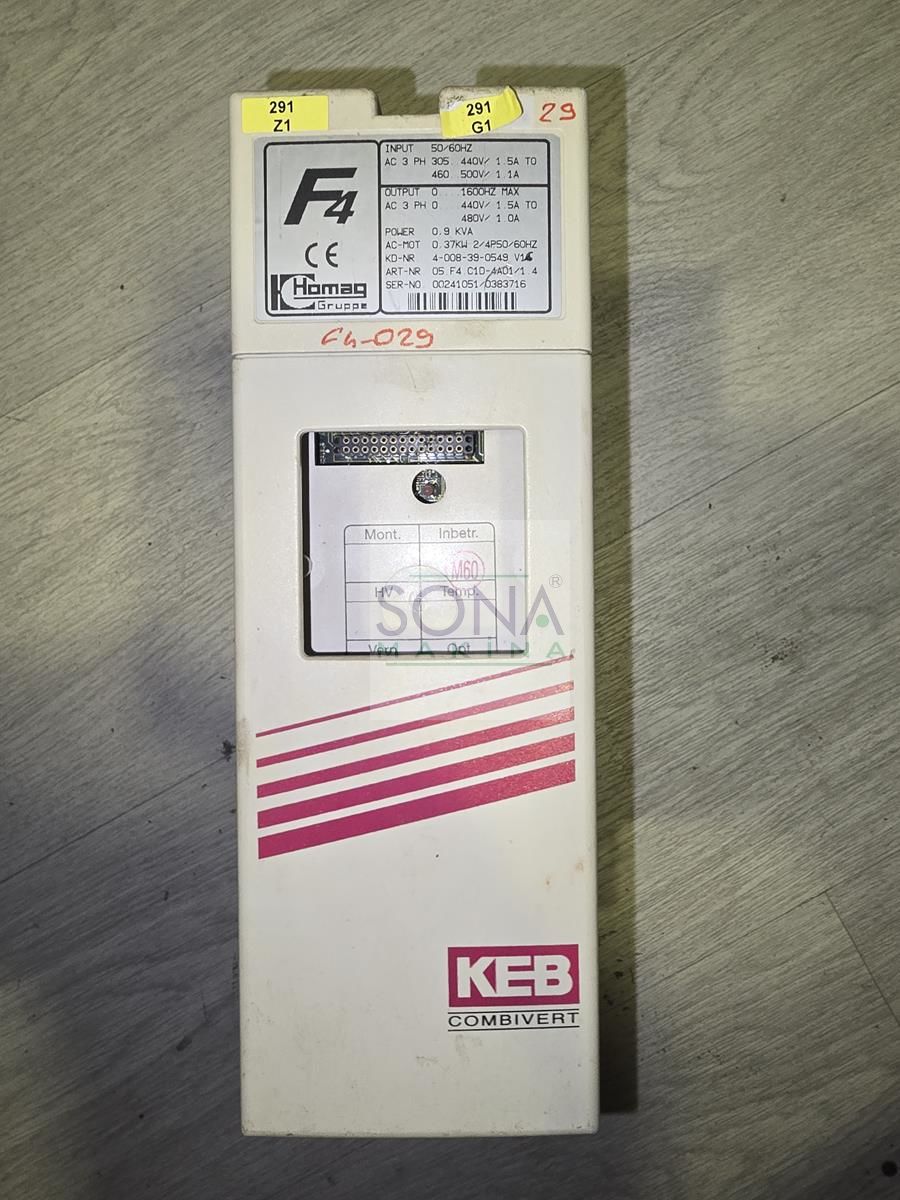 291
Z1
291
G1
29
F4
CE
Homag
Gruppe
INPUT 50/60HZ
AC 3 PH 305..440V/ 1.5A TO
460..500V/ 1.1A
OUTPUT 0....1600HZ MAX
AC 3 PH 0....440V/ 1.5A TO
480V/ 1.0A
POWER 0.9 KVA
AC-MOT 0.37KW 2/4P50/60HZ
KD-NR. 4-008-39-0549
ART-NR. 05.F4.C1D-4A01/1.4
SER-NO. 00241051/0383716
F4-029
Mont. Inbetr.
M60
HV Temp.
SONA ®
MARINA
Vern. Opt.
KEB
COMBIVERT